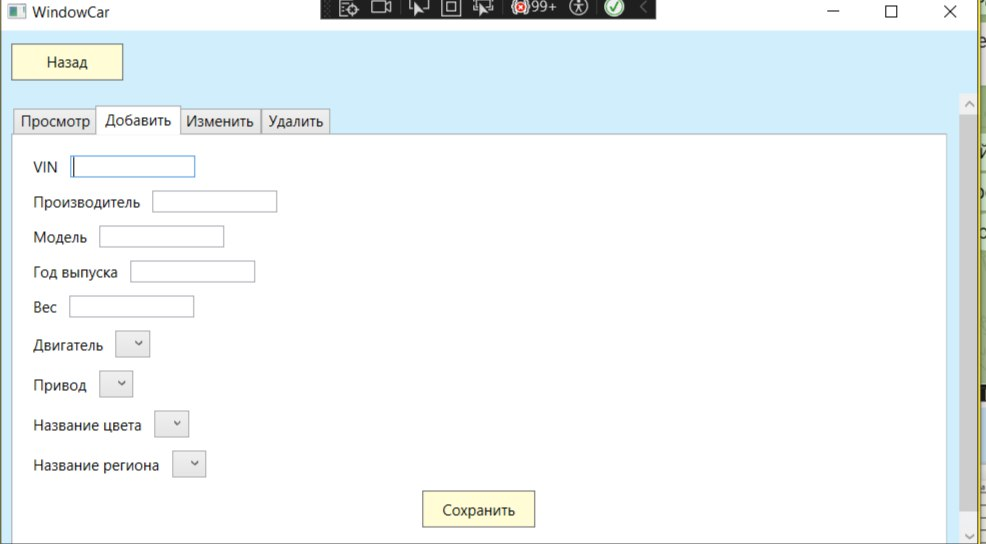 WindowCar
99+
Назад
Просмотр Добавить Изменить Удалить
VIN
Производитель
Модель
Год выпуска
Вес
Двигатель
Привод
Название цвета
Название региона
Сохранить